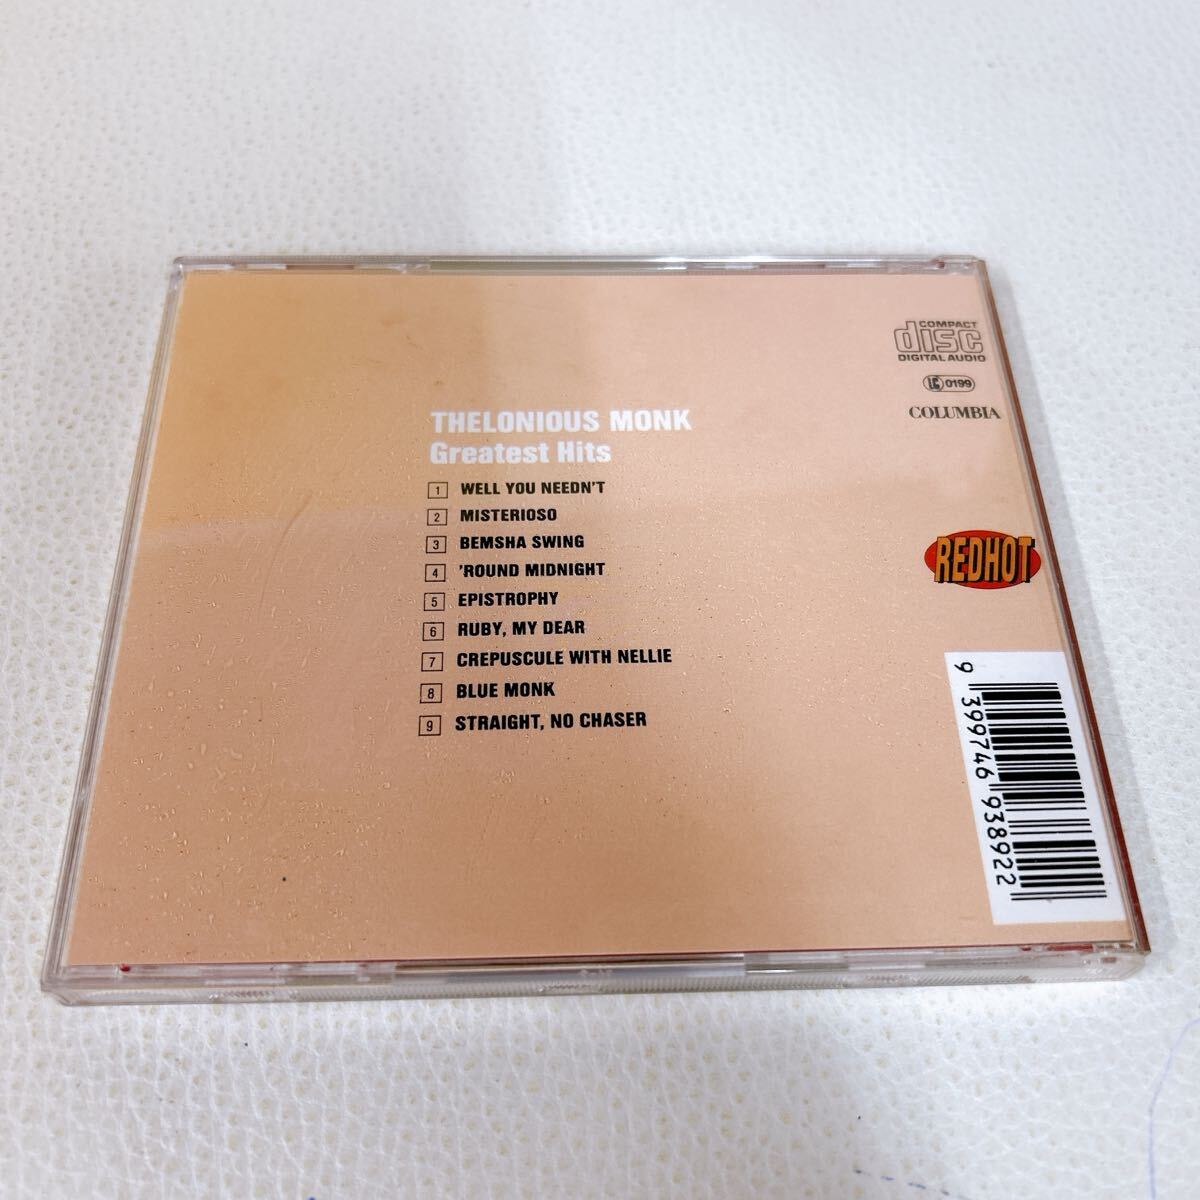 COMPACT
disc
DIGITAL AUDIO
LC 0199
COLUMBIA
THELONIOUS MONK
Greatest Hits
1 WELL YOU NEEDN'T
2 MISTERIOSO
3 BEMSHA SWING
4 'ROUND MIDNIGHT
5 EPISTROPHY
6 RUBY, MY DEAR
7 CREPUSCULE WITH NELLIE
8 BLUE MONK
9 STRAIGHT, NO CHASER
REDHOT
9 399746 938922